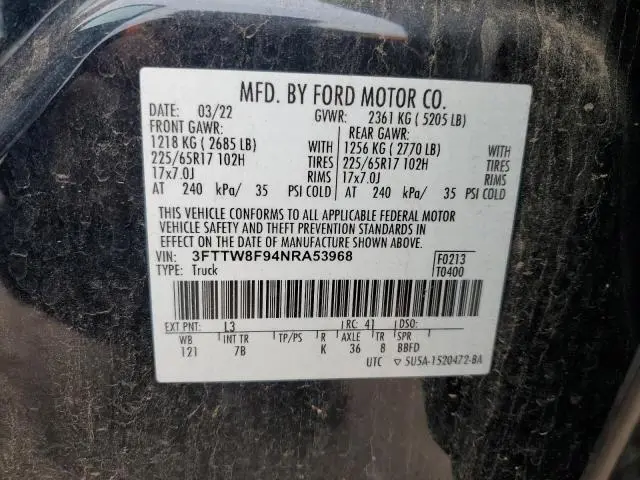 MFD. BY FORD MOTOR CO.
DATE: 03/22 GVWR: 2361 KG ( 5205 LB)
FRONT GAWR: REAR GAWR:
1218 KG ( 2685 LB) WITH 1256 KG ( 2770 LB) WITH
225/65R17 102H TIRES 225/65R17 102H TIRES
17x7.0J RIMS 17x7.0J RIMS
AT 240 kPa/ 35 PSI COLD AT 240 kPa/ 35 PSI COLD
THIS VEHICLE CONFORMS TO ALL APPLICABLE FEDERAL MOTOR
VEHICLE SAFETY AND THEFT PREVENTION STANDARDS IN
EFFECT ON THE DATE OF MANUFACTURE SHOWN ABOVE.
VIN: 3FTTW8F94NRA53968 F0213
TYPE: Truck T0400
EXT PNT: L3 RC: 41 DSO:
WB INT TR TP/PS R AXLE TR SPR
121 7B K 36 8 BBFD
UTC ▽ 5U5A-1520472-BA